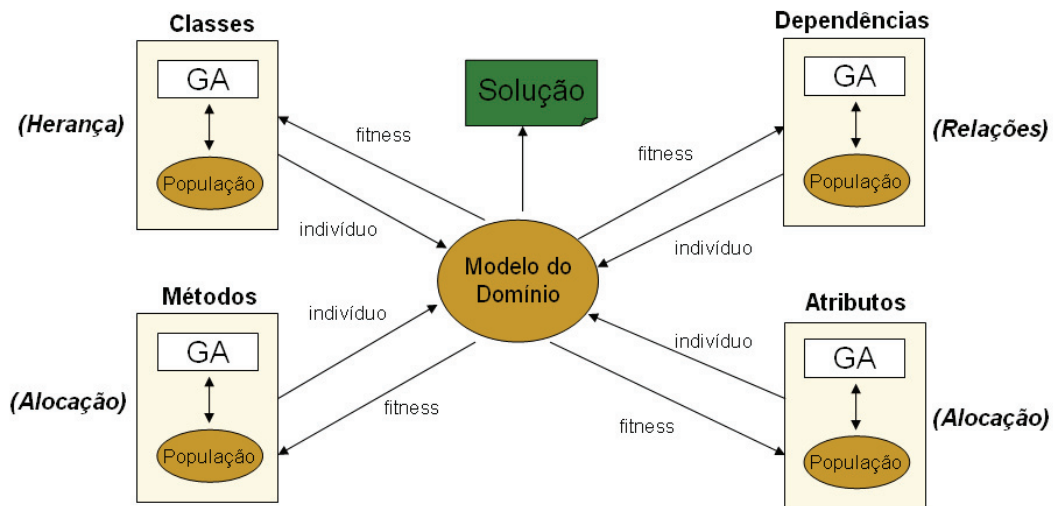 Classes
Dependências
GA
Solução
GA
(Herança)
fitness
fitness
(Relações)
População
População
indivíduo
indivíduo
Modelo do
Domínio
Métodos
Atributos
indivíduo
indivíduo
GA
GA
(Alocação)
fitness
fitness
(Alocação)
População
População